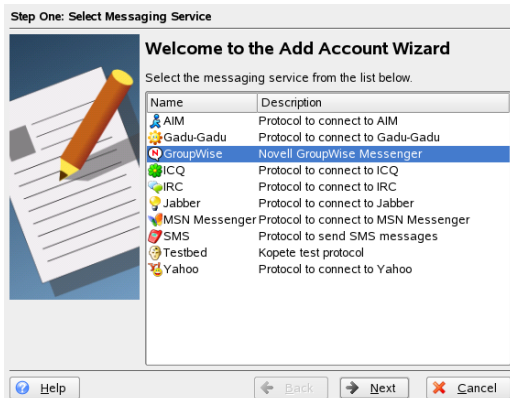 Step One: Select Messaging Service
Welcome to the Add Account Wizard
Select the messaging service from the list below.
Name Description
AIM Protocol to connect to AIM
Gadu-Gadu Protocol to connect to Gadu-Gadu
GroupWise Novell GroupWise Messenger
ICQ Protocol to connect to ICQ
IRC Protocol to connect to IRC
Jabber Protocol to connect to Jabber
MSN Messenger Protocol to connect to MSN Messenger
SMS Protocol to send SMS messages
Testbed Kopete test protocol
Yahoo Protocol to connect to Yahoo
Help Back Next Cancel